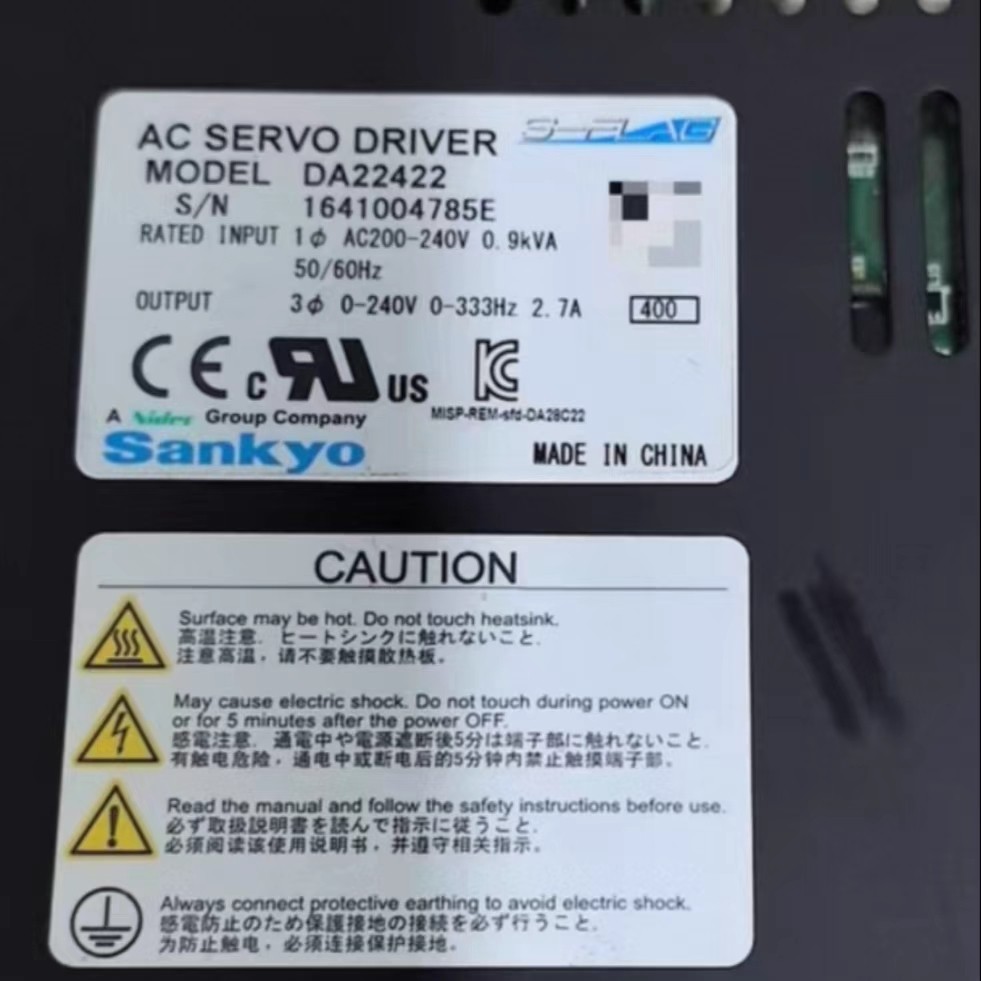 AC SERVO DRIVER S-FLAG
MODEL DA22422
S/N 1641004785E
RATED INPUT 1ϕ AC200-240V 0.9kVA
50/60Hz
OUTPUT 3ϕ 0-240V 0-333Hz 2.7A 400
CE c RU US KC
A Nidec Group Company MISP-REM-sfd-DA28C22
Sankyo MADE IN CHINA
CAUTION
Surface may be hot. Do not touch heatsink.
高温注意. ヒートシンクに触れないこと.
注意高温，请不要触摸散热板。
May cause electric shock. Do not touch during power ON
or for 5 minutes after the power OFF.
感電注意. 通電中や電源遮断後5分は端子部に触れないこと.
有触电危险，通电中或断电后的5分钟内禁止触摸端子部。
Read the manual and follow the safety instructions before use.
必ず取扱説明書を読んで指示に従うこと.
必须阅读该使用说明书，并遵守相关指示。
Always connect protective earthing to avoid electric shock.
感電防止のため保護接地の接続を必ず行うこと.
为防止触电，必须连接保护接地。